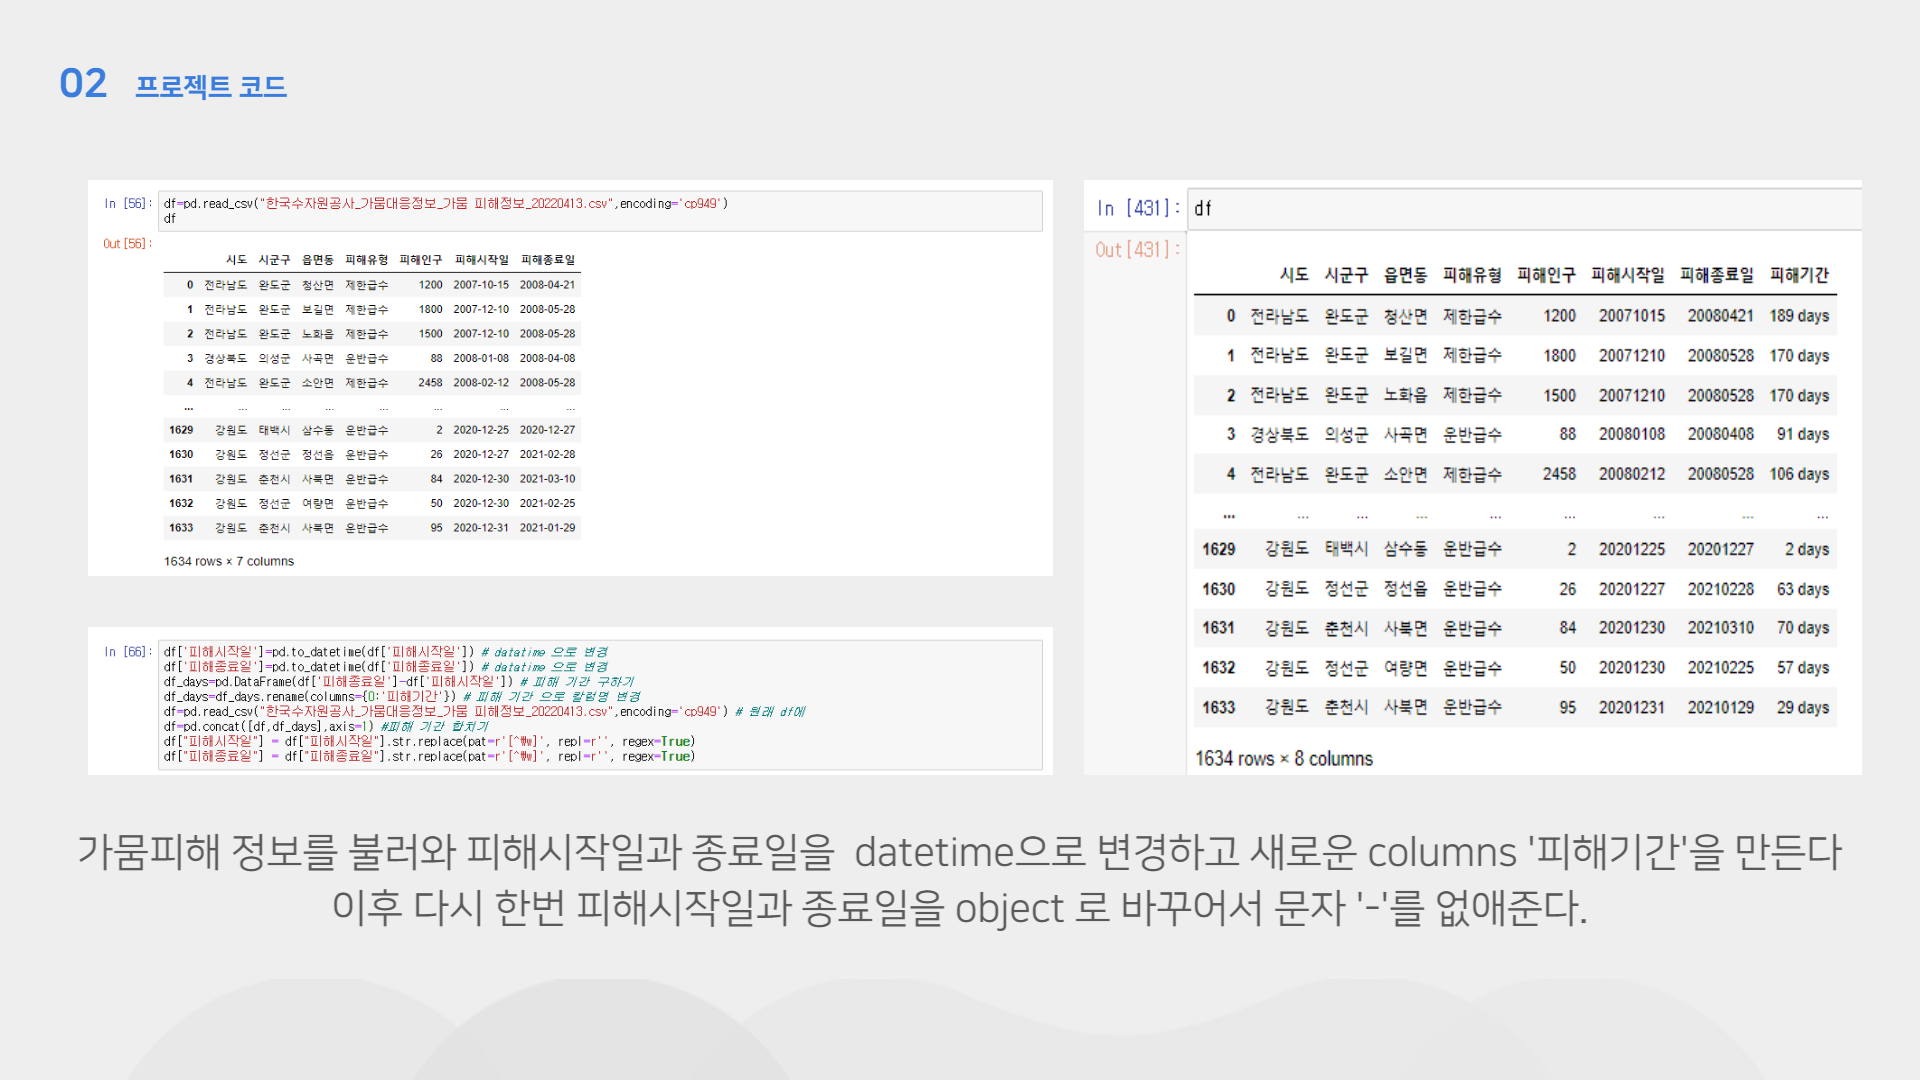 02 프로젝트 코드
In [56]: df=pd.read_csv("한국수자원공사_가뭄대응정보_가뭄 피해정보_20220413.csv",encoding='cp949')
df
Out[56]:
시도 시군구 읍면동 피해유형 피해인구 피해시작일 피해종료일
0 전라남도 완도군 청산면 제한급수 1200 2007-10-15 2008-04-21
1 전라남도 완도군 보길면 제한급수 1800 2007-12-10 2008-05-28
2 전라남도 완도군 노화읍 제한급수 1500 2007-12-10 2008-05-28
3 경상북도 의성군 사곡면 운반급수 88 2008-01-08 2008-04-08
4 전라남도 완도군 소안면 제한급수 2458 2008-02-12 2008-05-28
... ... ... ... ... ... ... ...
1629 강원도 태백시 삼수동 운반급수 2 2020-12-25 2020-12-27
1630 강원도 정선군 정선읍 운반급수 26 2020-12-27 2021-02-28
1631 강원도 춘천시 사북면 운반급수 84 2020-12-30 2021-03-10
1632 강원도 정선군 여량면 운반급수 50 2020-12-30 2021-02-25
1633 강원도 춘천시 사북면 운반급수 95 2020-12-31 2021-01-29
1634 rows × 7 columns
In [66]: df['피해시작일']=pd.to_datetime(df['피해시작일']) # datatime 으로 변경
df['피해종료일']=pd.to_datetime(df['피해종료일']) # datatime 으로 변경
df_days=pd.DataFrame(df['피해종료일']-df['피해시작일']) # 피해 기간 구하기
df_days=df_days.rename(columns={0:'피해기간'}) # 피해 기간 으로 칼럼명 변경
df=pd.read_csv("한국수자원공사_가뭄대응정보_가뭄 피해정보_20220413.csv",encoding='cp949') # 원래 df에
df=pd.concat([df,df_days],axis=1) #피해 기간 합치기
df["피해시작일"] = df["피해시작일"].str.replace(pat=r'[^₩w]', repl=r'', regex=True)
df["피해종료일"] = df["피해종료일"].str.replace(pat=r'[^₩w]', repl=r'', regex=True)
In [431]: df
Out[431]:
시도 시군구 읍면동 피해유형 피해인구 피해시작일 피해종료일 피해기간
0 전라남도 완도군 청산면 제한급수 1200 20071015 20080421 189 days
1 전라남도 완도군 보길면 제한급수 1800 20071210 20080528 170 days
2 전라남도 완도군 노화읍 제한급수 1500 20071210 20080528 170 days
3 경상북도 의성군 사곡면 운반급수 88 20080108 20080408 91 days
4 전라남도 완도군 소안면 제한급수 2458 20080212 20080528 106 days
... ... ... ... ... ... ... ... ...
1629 강원도 태백시 삼수동 운반급수 2 20201225 20201227 2 days
1630 강원도 정선군 정선읍 운반급수 26 20201227 20210228 63 days
1631 강원도 춘천시 사북면 운반급수 84 20201230 20210310 70 days
1632 강원도 정선군 여량면 운반급수 50 20201230 20210225 57 days
1633 강원도 춘천시 사북면 운반급수 95 20201231 20210129 29 days
1634 rows × 8 columns
가뭄피해 정보를 불러와 피해시작일과 종료일을 datetime으로 변경하고 새로운 columns '피해기간'을 만든다
이후 다시 한번 피해시작일과 종료일을 object 로 바꾸어서 문자 '-'를 없애준다.